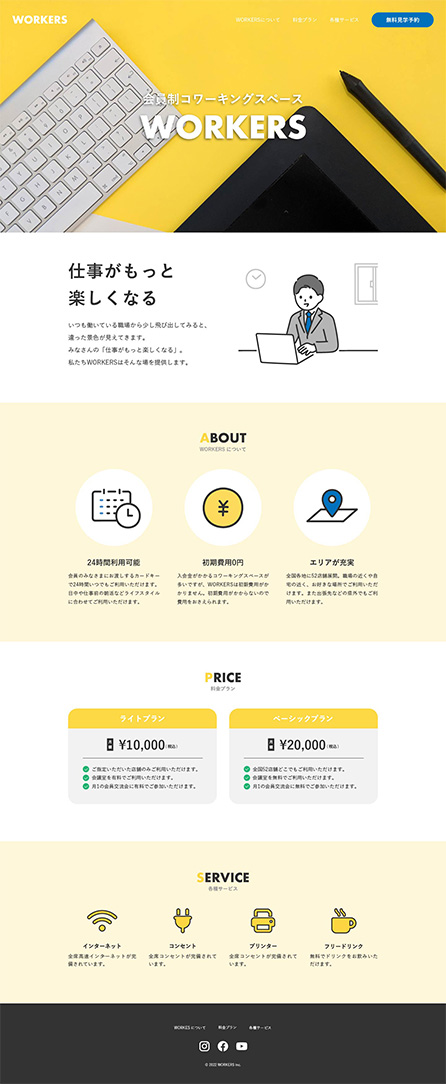 WORKERS
WORKERSについて 料金プラン 各種サービス 無料見学予約
会員制コワーキングスペース
WORKERS
仕事がもっと
楽しくなる
いつも働いている職場から少し飛び出してみると、
違った景色が見えてきます。
みなさんの「仕事がもっと楽しくなる」。
私たちWORKERSはそんな場を提供します。
ABOUT
WORKERS について
24時間利用可能
会員のみなさまにお渡しするカードキー
で24時間いつでもご利用いただけます。
日中や仕事前の朝活などライフスタイル
に合わせてご利用いただけます。
初期費用0円
入会金がかかるコワーキングスペースが
多いですが、WORKERSは初期費用がか
かりません。初期費用がかからないので
費用をおさえられます。
エリアが充実
全国各地に52店舗展開。職場の近くや自
宅の近く、お好きな場所でご利用いただ
けます。また出張先などの県外でもご利
用いただけます。
PRICE
料金プラン
ライトプラン
¥10,000 (税込)
ご指定いただいた店舗のみご利用いただけます。
会議室を有料でご利用いただけます。
月1の会員交流会に有料でご参加いただけます。
ベーシックプラン
¥20,000 (税込)
全国52店舗どこでもご利用いただけます。
会議室を無料でご利用いただけます。
月1の会員交流会に無料でご参加いただけます。
SERVICE
各種サービス
インターネット
全席高速インターネットが完
備されています。
コンセント
全席コンセントが完備されて
います。
プリンター
全席コンセントが完備されて
います。
フリードリンク
無料でドリンクをお飲みいた
だけます。
WORKES について 料金プラン 各種サービス
© 2022 WORKERS inc.